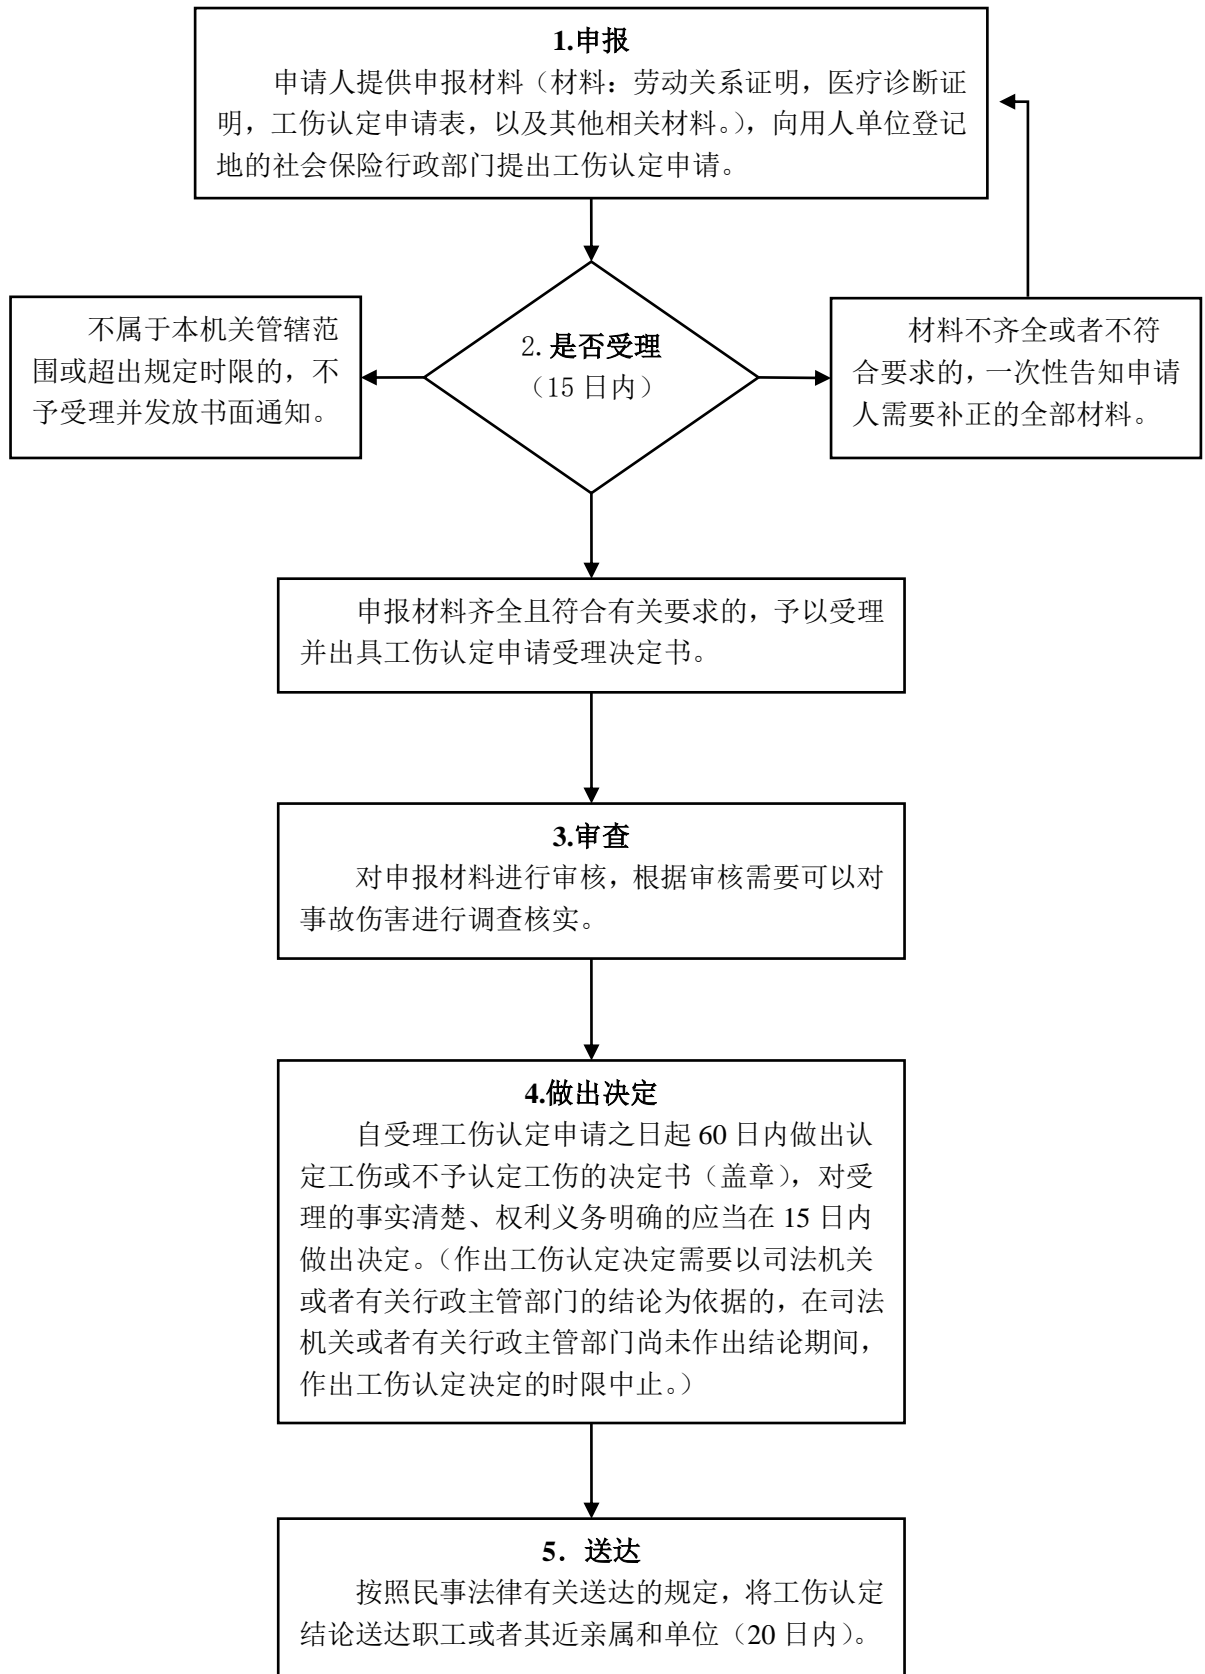 1.申报
申请人提供申报材料（材料：劳动关系证明，医疗诊断证
明，工伤认定申请表，以及其他相关材料。），向用人单位登记
地的社会保险行政部门提出工伤认定申请。
不属于本机关管辖范
围或超出规定时限的，不
予受理并发放书面通知。
2. 是否受理
（15 日内）
材料不齐全或者不符
合要求的，一次性告知申请
人需要补正的全部材料。
申报材料齐全且符合有关要求的，予以受理
并出具工伤认定申请受理决定书。
3.审查
对申报材料进行审核，根据审核需要可以对
事故伤害进行调查核实。
4.做出决定
自受理工伤认定申请之日起 60 日内做出认
定工伤或不予认定工伤的决定书（盖章），对受
理的事实清楚、权利义务明确的应当在 15 日内
做出决定。（作出工伤认定决定需要以司法机关
或者有关行政主管部门的结论为依据的，在司法
机关或者有关行政主管部门尚未作出结论期间，
作出工伤认定决定的时限中止。）
5．送达
按照民事法律有关送达的规定，将工伤认定
结论送达职工或者其近亲属和单位（20 日内）。